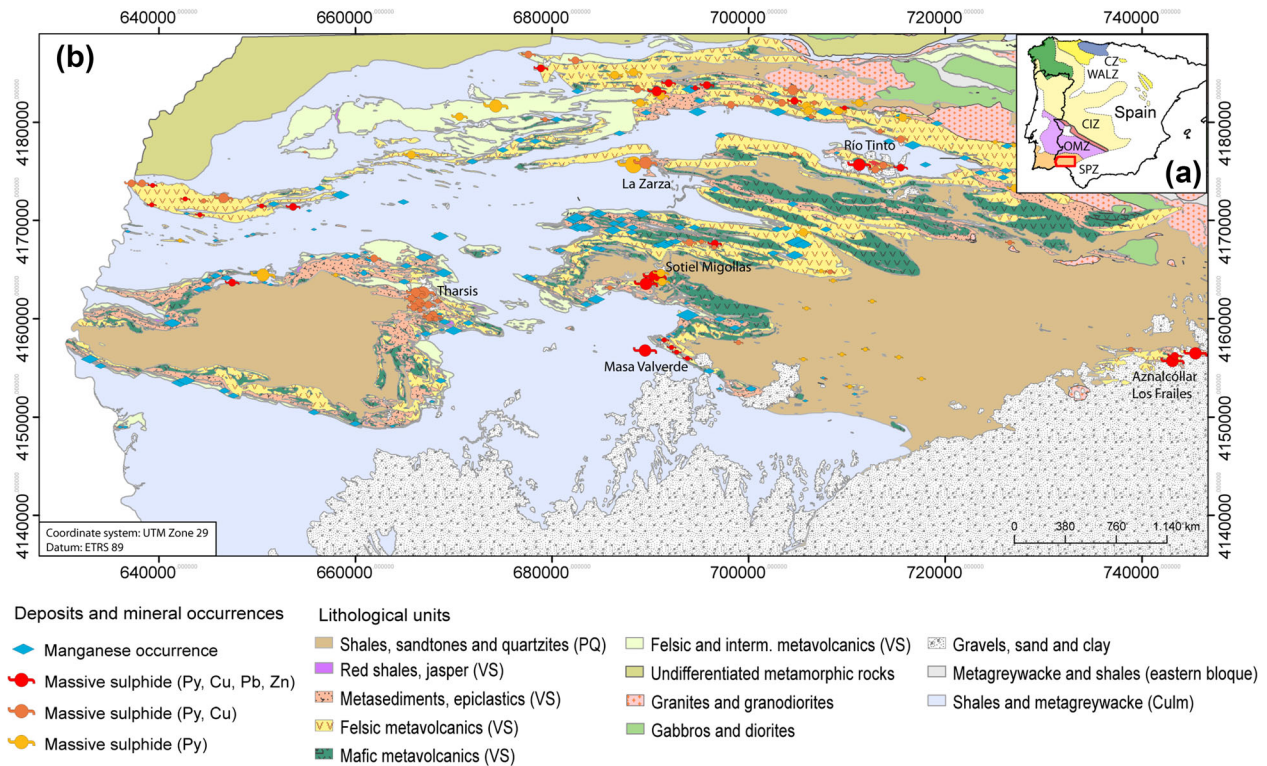 640000 660000 680000 700000 720000 740000
(b)
4180000
4170000
4160000
4150000
4140000
CZ
WALZ
Spain
CIZ
OMZ
SPZ
(a)
4180000
4170000
4160000
4150000
4140000
Río Tinto
La Zarza
Sotiel Migollas
Tharsis
Masa Valverde
Aznalcóllar
Los Frailes
Coordinate system: UTM Zone 29
Datum: ETRS 89
0 380 760 1.140 km
640000 660000 680000 700000 720000 740000
Deposits and mineral occurrences
Manganese occurrence
Massive sulphide (Py, Cu, Pb, Zn)
Massive sulphide (Py, Cu)
Massive sulphide (Py)
Lithological units
Shales, sandtones and quartzites (PQ)
Red shales, jasper (VS)
Metasediments, epiclastics (VS)
Felsic metavolcanics (VS)
Mafic metavolcanics (VS)
Felsic and interm. metavolcanics (VS)
Undifferentiated metamorphic rocks
Granites and granodiorites
Gabbros and diorites
Gravels, sand and clay
Metagreywacke and shales (eastern bloque)
Shales and metagreywacke (Culm)